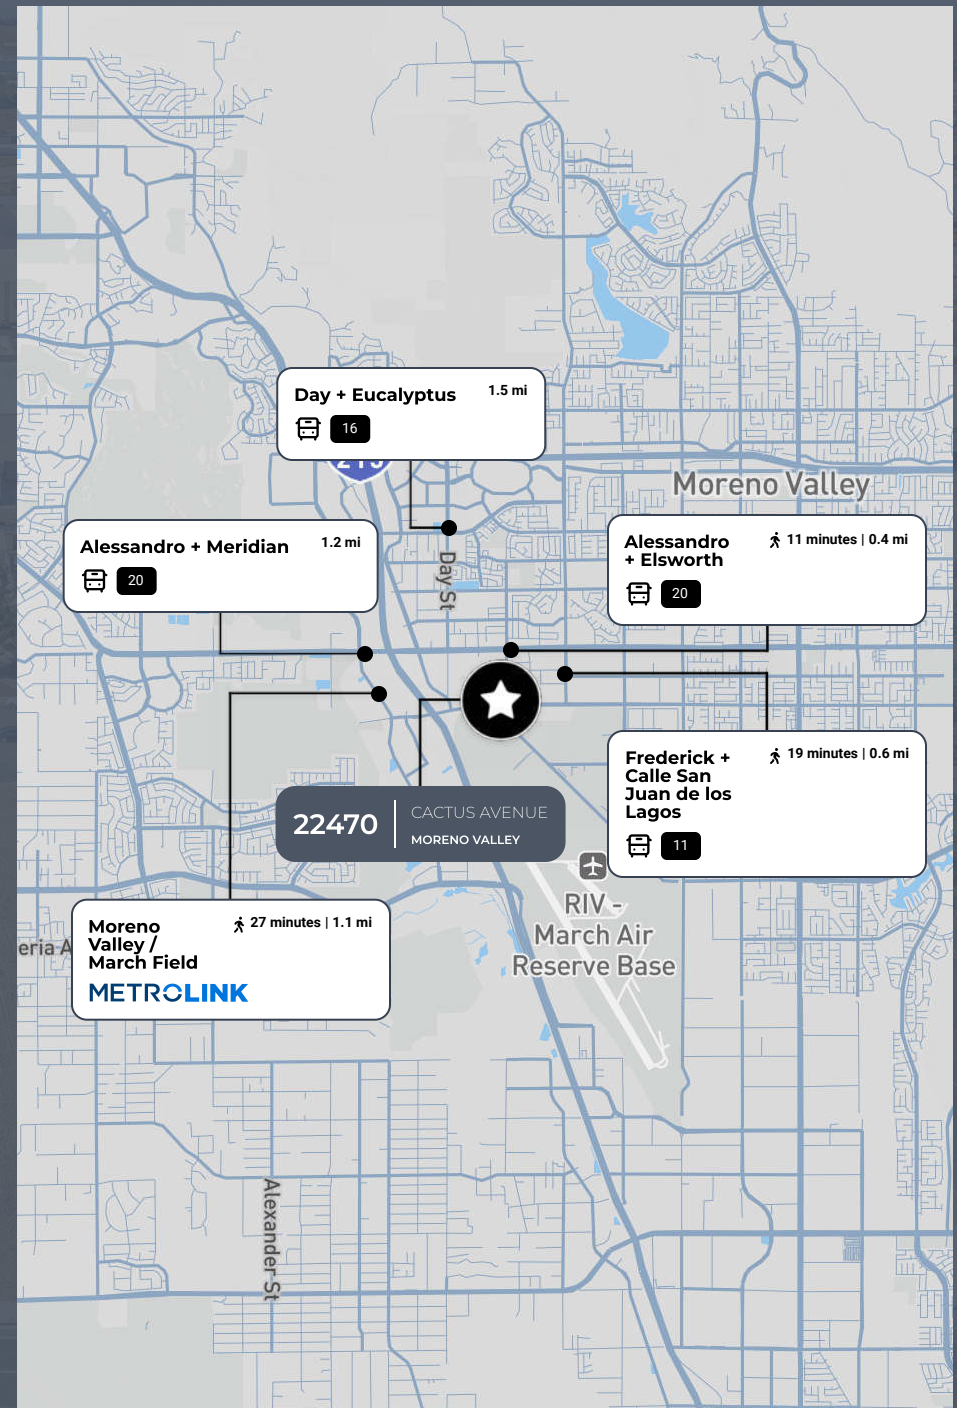 Day + Eucalyptus
1.5 mi
16
Moreno Valley
Alessandro + Meridian
1.2 mi
20
Day St
Alessandro
+ Elsworth
11 minutes | 0.4 mi
20
Frederick +
Calle San
Juan de los
Lagos
19 minutes | 0.6 mi
11
22470
CACTUS AVENUE
MORENO VALLEY
RIV -
March Air
Reserve Base
eria A
Moreno
Valley /
March Field
27 minutes | 1.1 mi
METROLINK
Alexander St